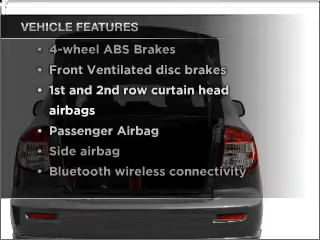 VEHICLE FEATURES
• 4-wheel ABS Brakes
• Front Ventilated disc brakes
• 1st and 2nd row curtain head
airbags
• Passenger Airbag
• Side airbag
• Bluetooth wireless connectivity